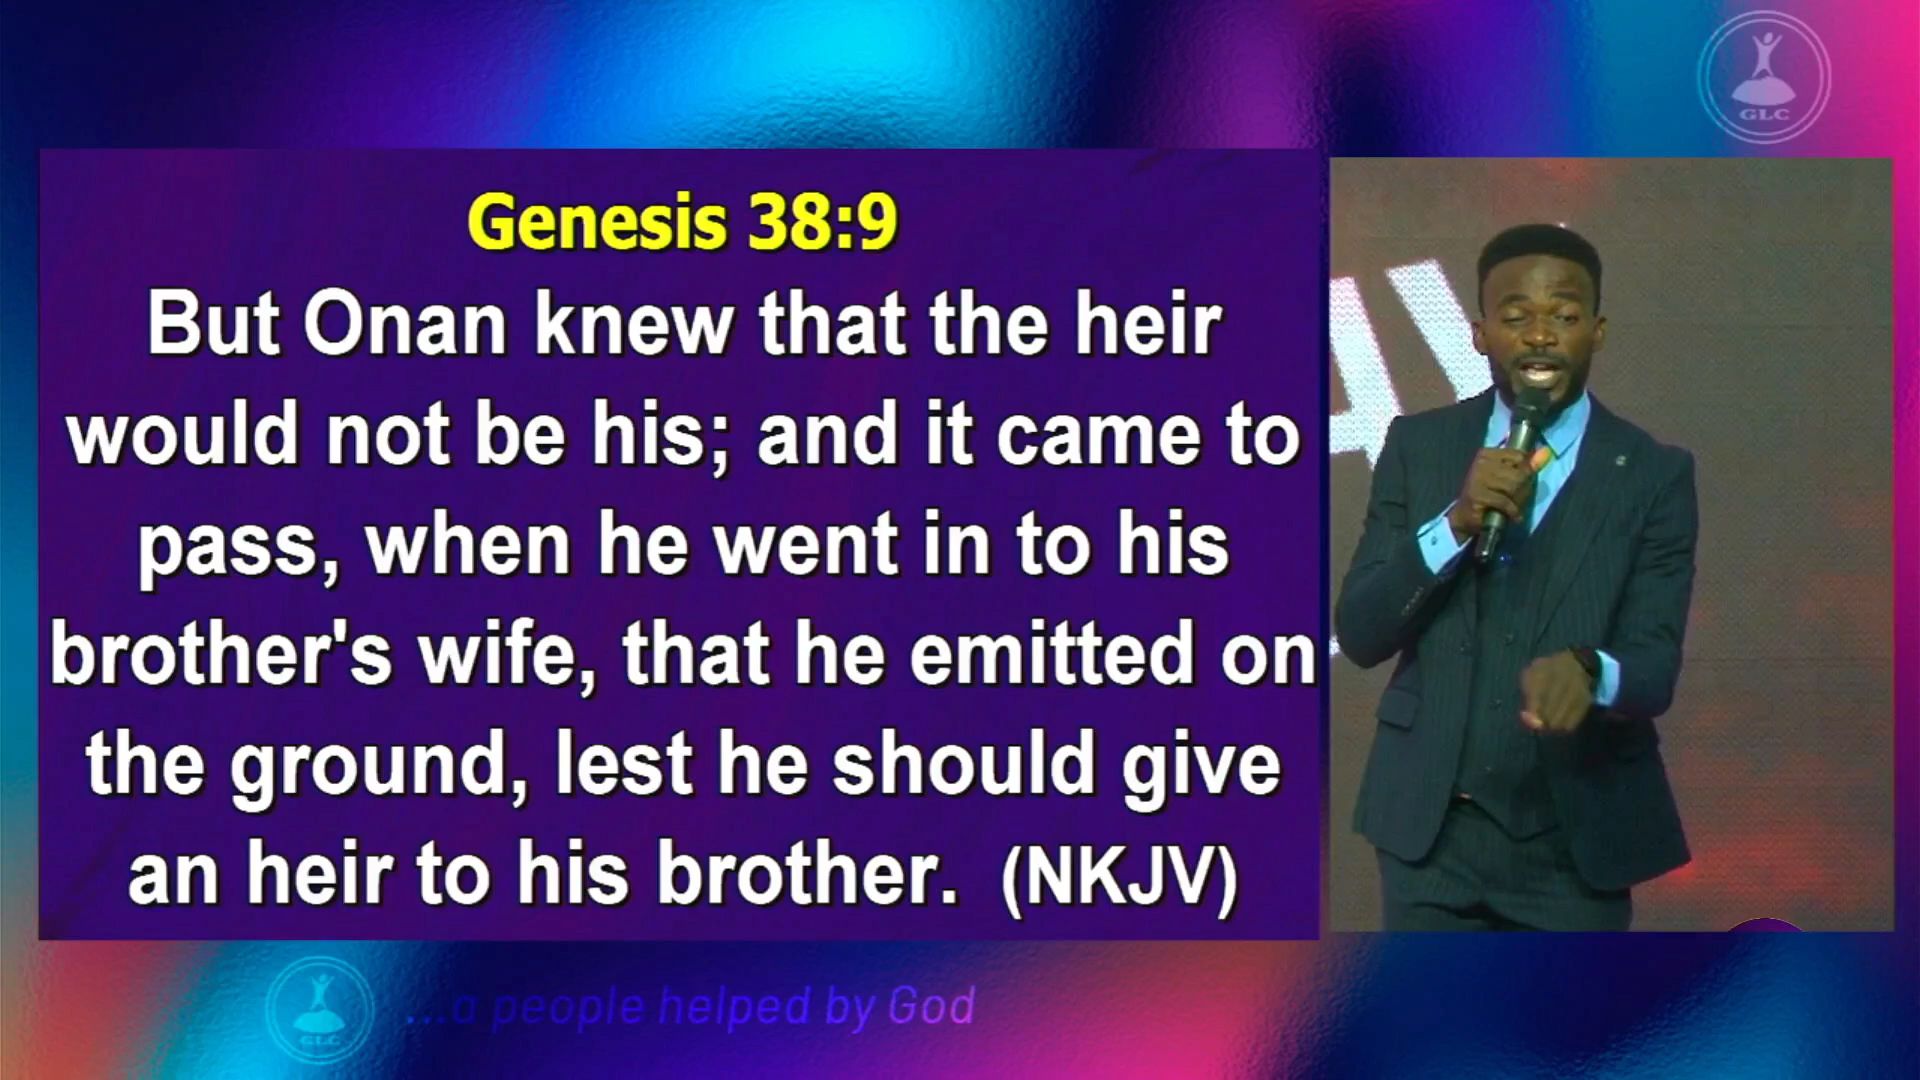 GLC
Genesis 38:9
But Onan knew that the heir
would not be his; and it came to
pass, when he went in to his
brother's wife, that he emitted on
the ground, lest he should give
an heir to his brother. (NKJV)
AY
GLC
...a people helped by God